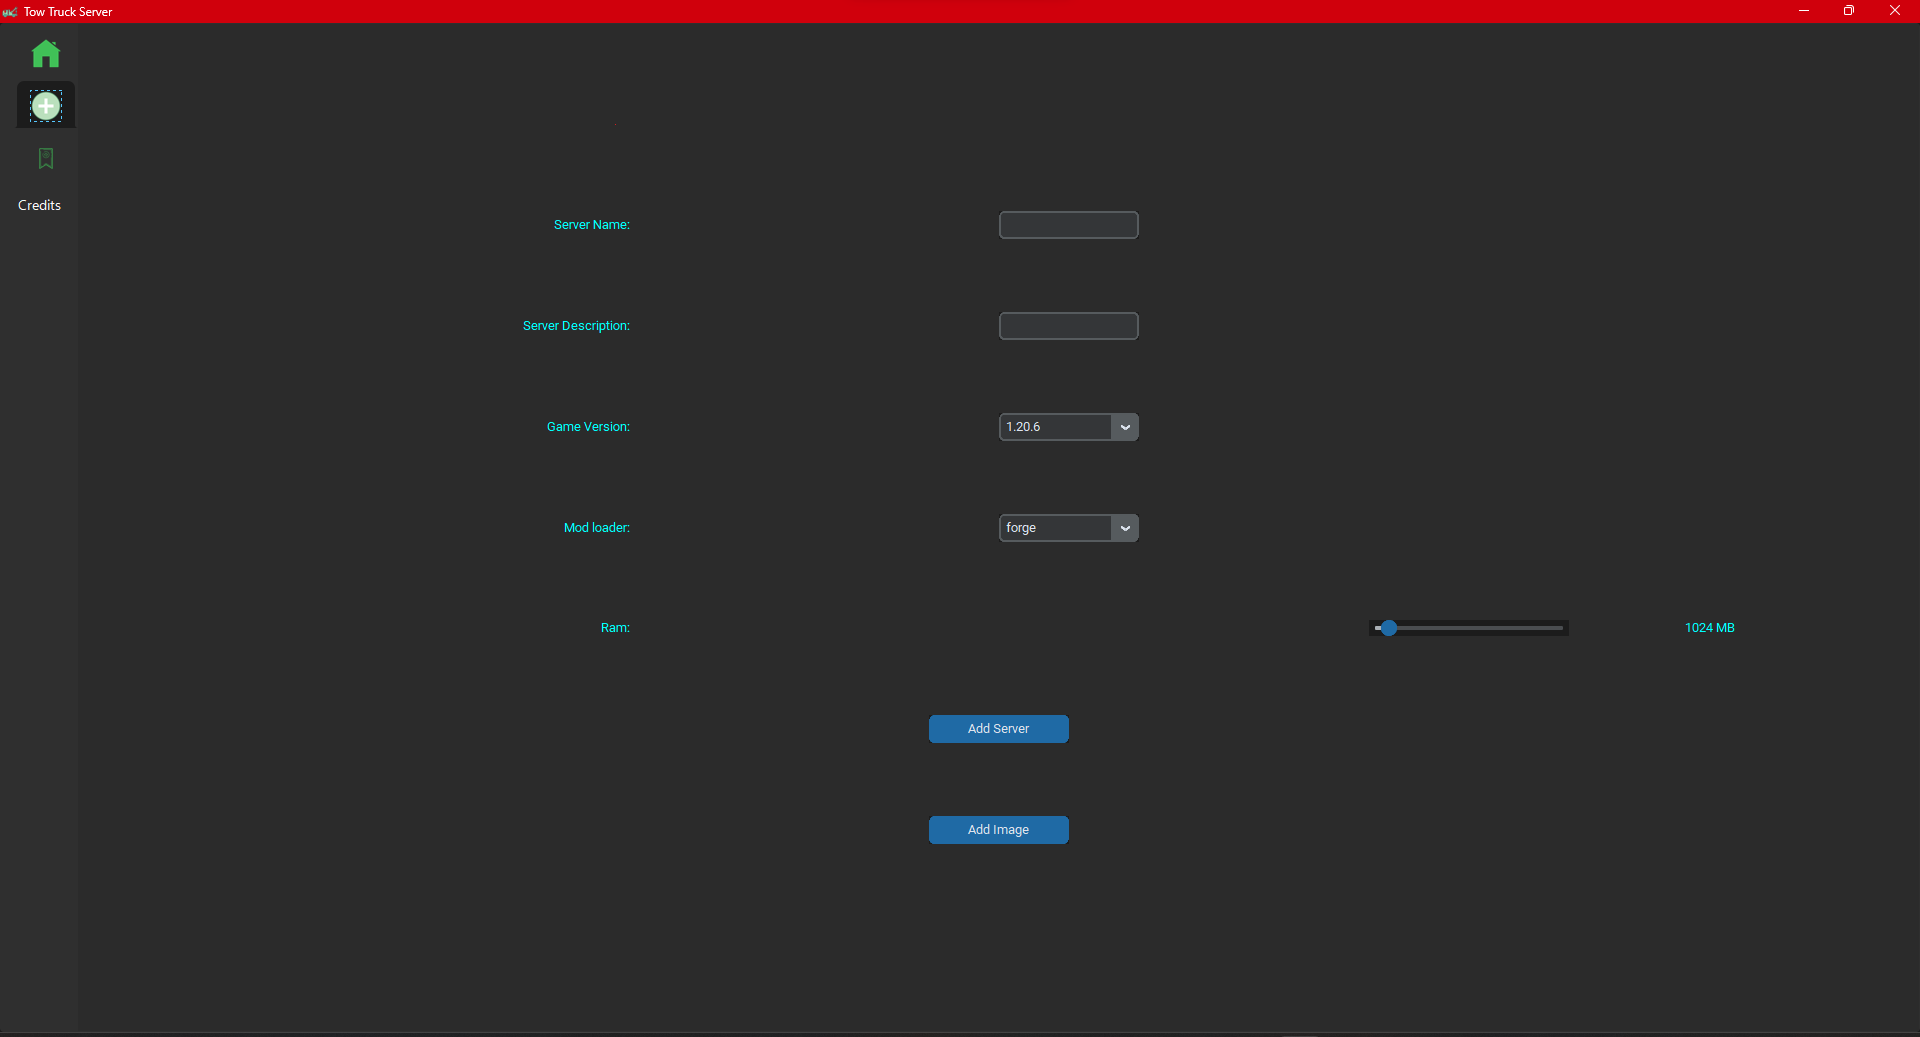 Tow Truck Server
Credits
Server Name:
Server Description:
Game Version:
1.20.6
Mod loader:
forge
Ram:
1024 MB
Add Server
Add Image